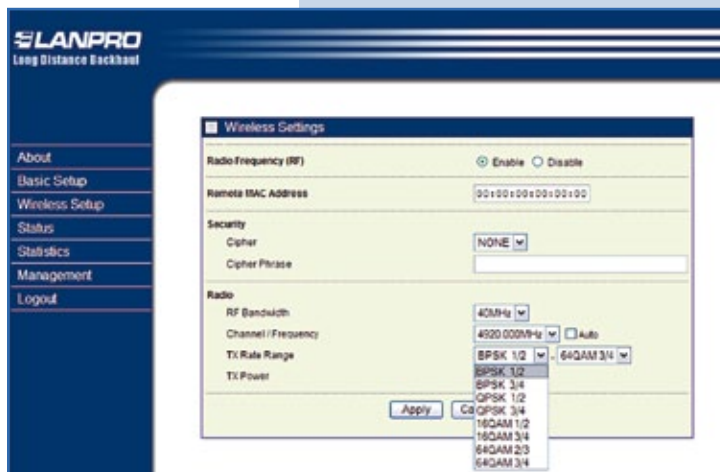 LANPRO
Long Distance Backhaul
About
Basic Setup
Wireless Setup
Status
Statistics
Management
Logout
Wireless Settings
Radio Frequency (RF) Enable Disable
Remote MAC Address 00:00:00:00:00:00
Security
Cipher NONE
Cipher Phrase
Radio
RF Bandwidth 40MHz
Channel / Frequency 4920.000MHz Auto
TX Rate Range BPSK 1/2 - 64QAM 3/4
TX Power
BPSK 1/2
BPSK 3/4
QPSK 1/2
QPSK 3/4
16QAM 1/2
16QAM 3/4
64QAM 2/3
64QAM 3/4
Apply